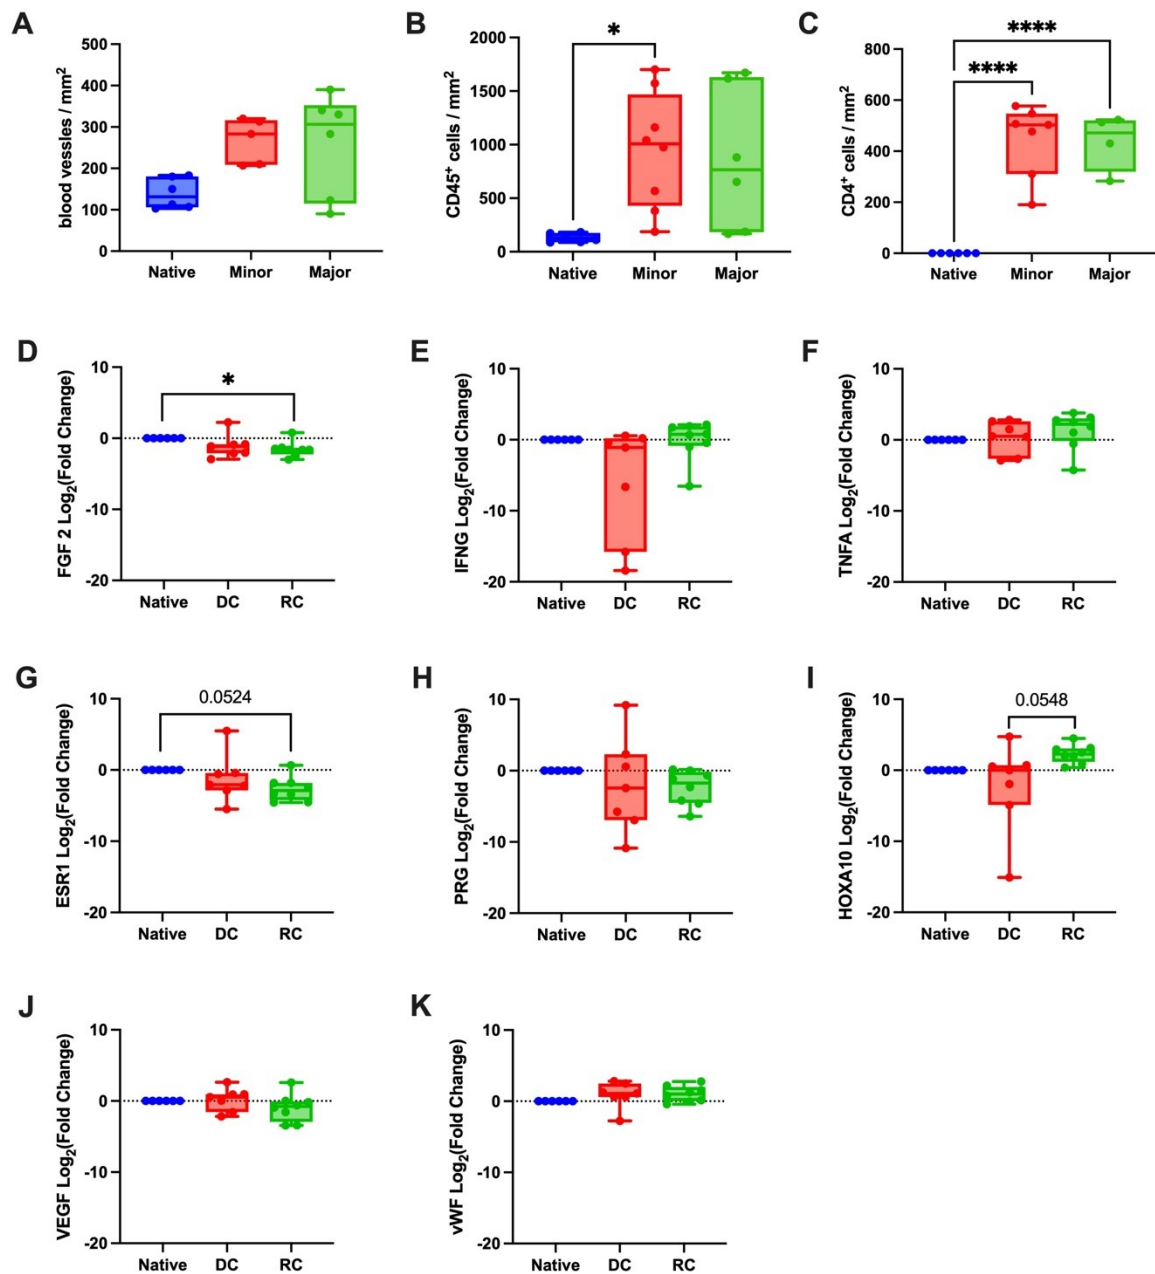 A
blood vessles / mm²
500
400
300
200
100
0
Native Minor Major
B
CD45⁺ cells / mm²
2000
1500
1000
500
0
*
Native Minor Major
C
CD4⁺ cells / mm²
800
600
400
200
0
****
****
Native Minor Major
D
FGF 2 Log₂(Fold Change)
10
0
-10
-20
*
Native DC RC
E
IFNG Log₂(Fold Change)
10
0
-10
-20
Native DC RC
F
TNFA Log₂(Fold Change)
10
0
-10
-20
Native DC RC
G
ESR1 Log₂(Fold Change)
10
0
-10
-20
0.0524
Native DC RC
H
PRG Log₂(Fold Change)
10
0
-10
-20
Native DC RC
I
HOXA10 Log₂(Fold Change)
10
0
-10
-20
0.0548
Native DC RC
J
VEGF Log₂(Fold Change)
10
0
-10
-20
Native DC RC
K
vWF Log₂(Fold Change)
10
0
-10
-20
Native DC RC